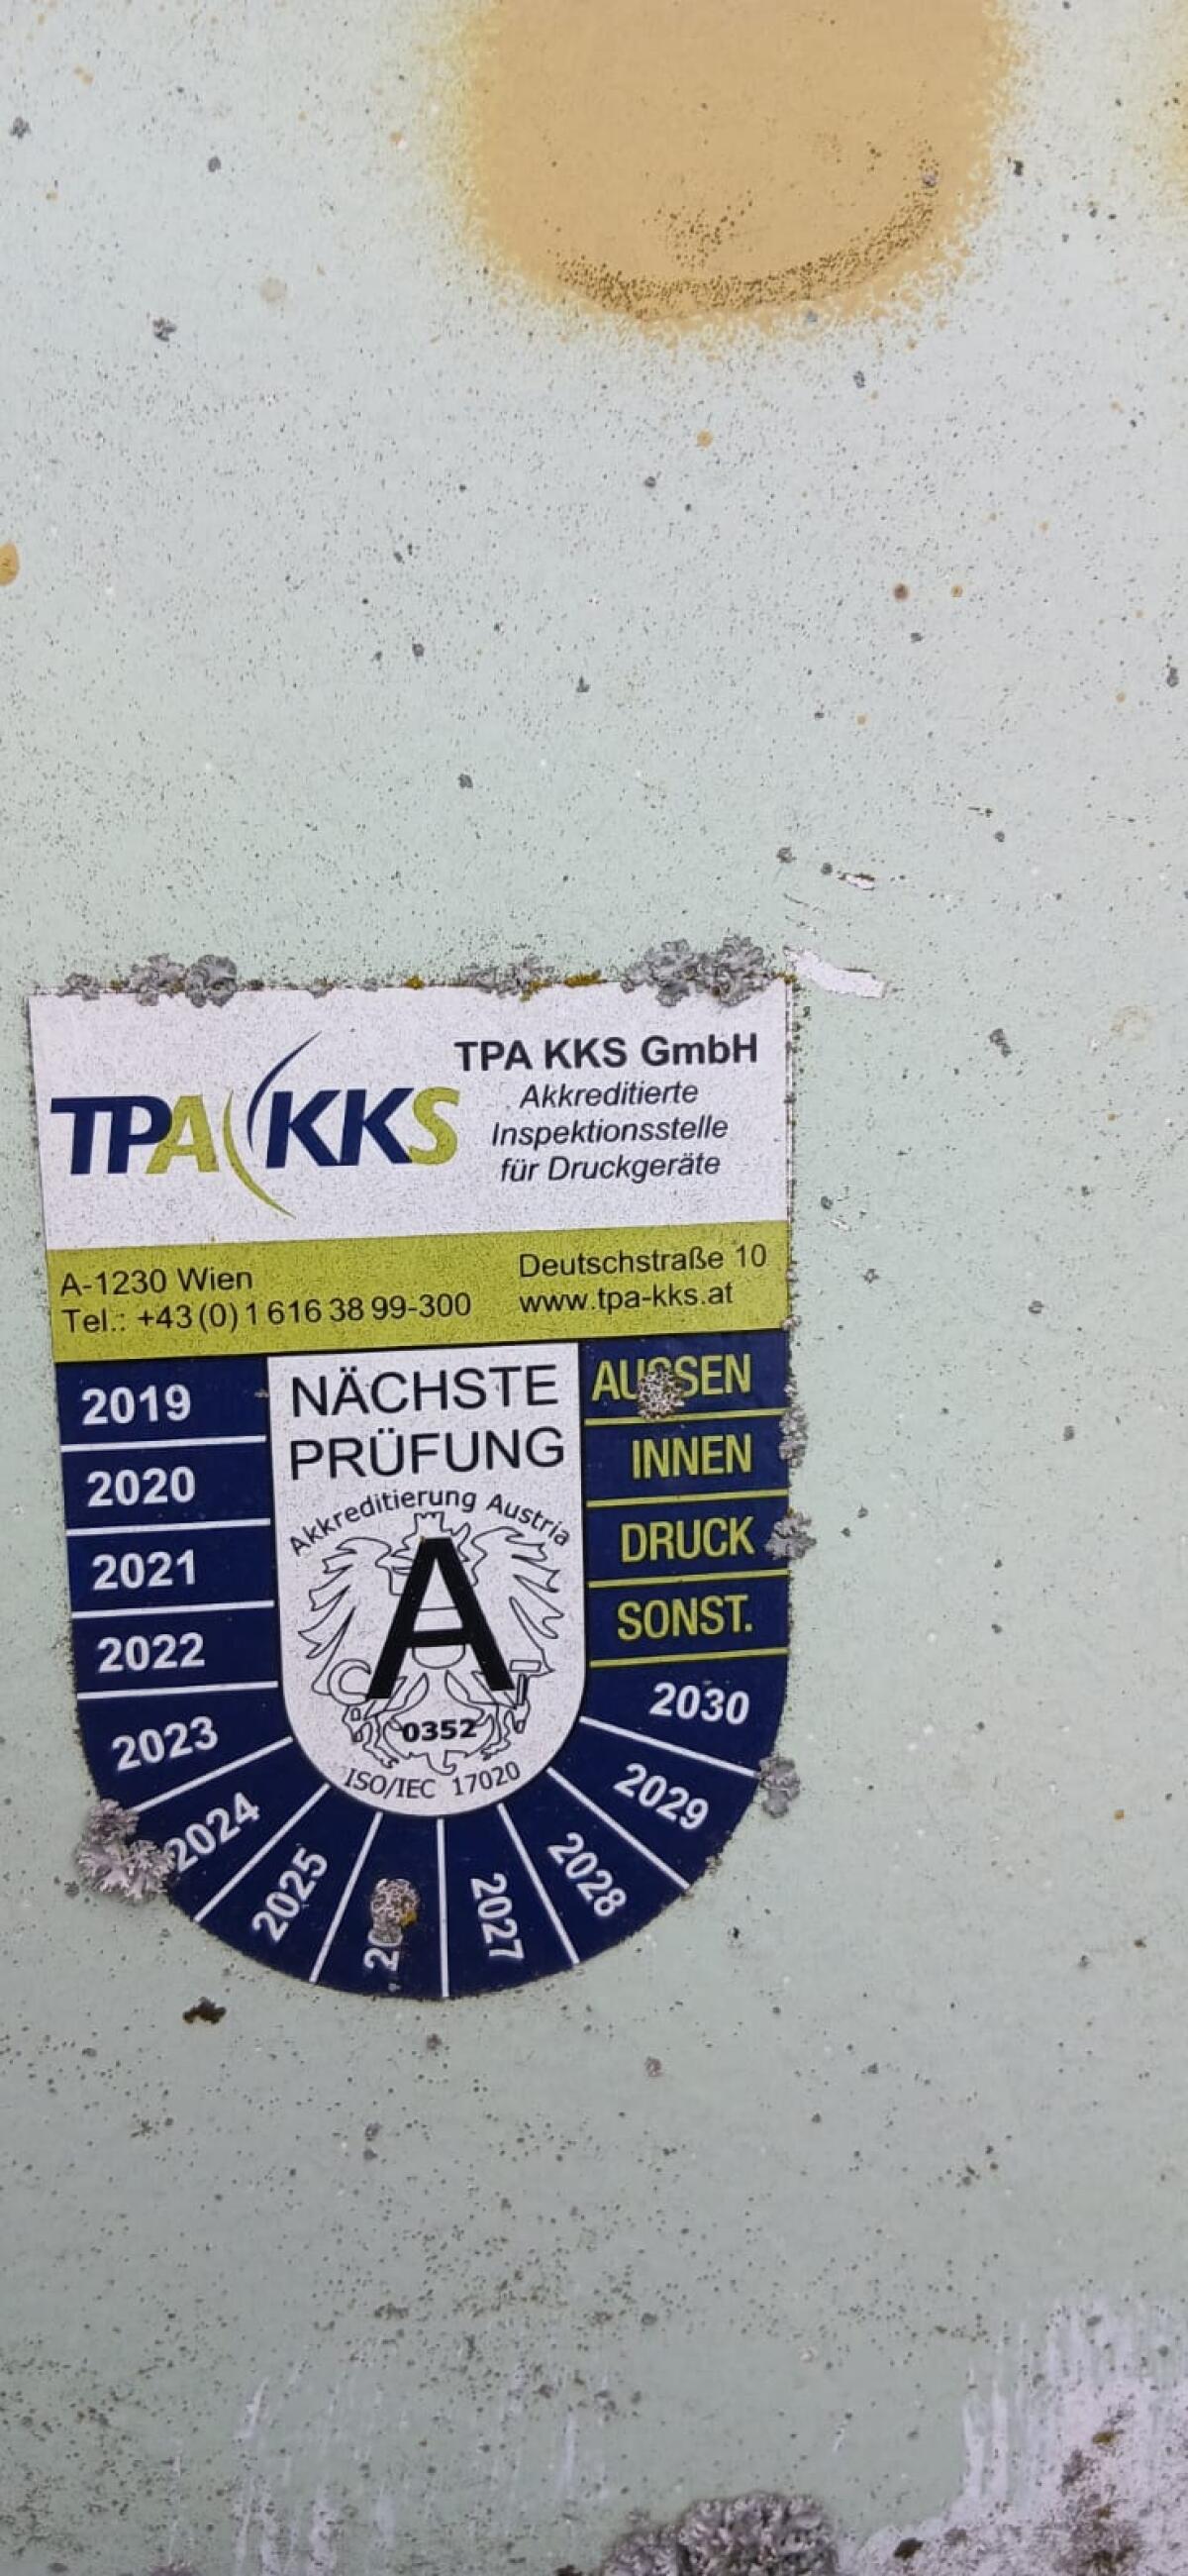 TPA KKS
TPA KKS GmbH
Akkreditierte
Inspektionsstelle
für Druckgeräte
A-1230 Wien
Tel.: +43(0)1 616 38 99-300
Deutschstraße 10
www.tpa-kks.at
NÄCHSTE
PRÜFUNG
Akkreditierung Austria
A
0352
ISO/IEC 17020
2019
2020
2021
2022
2023
2024
2025
2027
2028
2029
2030
AUSSEN
INNEN
DRUCK
SONST.